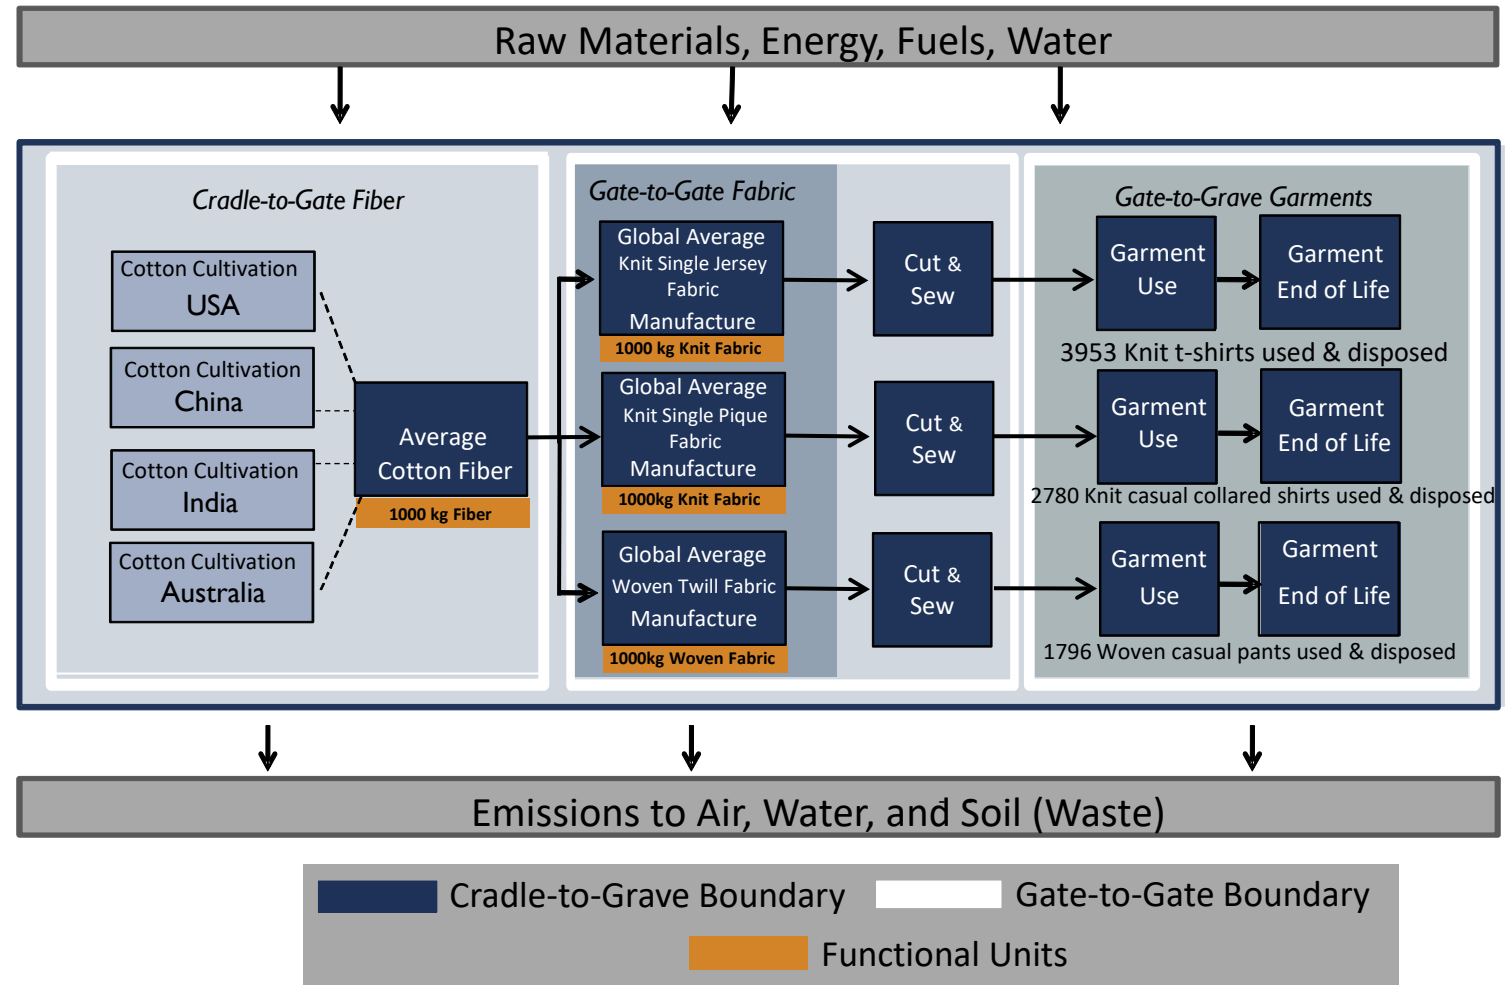 Raw Materials, Energy, Fuels, Water
Cradle-to-Gate Fiber
Cotton Cultivation
USA
Cotton Cultivation
China
Cotton Cultivation
India
Cotton Cultivation
Australia
Average
Cotton Fiber
1000 kg Fiber
Gate-to-Gate Fabric
Global Average
Knit Single Jersey
Fabric
Manufacture
1000 kg Knit Fabric
Global Average
Knit Single Pique
Fabric
Manufacture
1000kg Knit Fabric
Global Average
Woven Twill Fabric
Manufacture
1000kg Woven Fabric
Cut &
Sew
Cut &
Sew
Cut &
Sew
Gate-to-Grave Garments
Garment
Use
Garment
End of Life
3953 Knit t-shirts used & disposed
Garment
Use
Garment
End of Life
2780 Knit casual collared shirts used & disposed
Garment
Use
Garment
End of Life
1796 Woven casual pants used & disposed
Emissions to Air, Water, and Soil (Waste)
Cradle-to-Grave Boundary
Gate-to-Gate Boundary
Functional Units